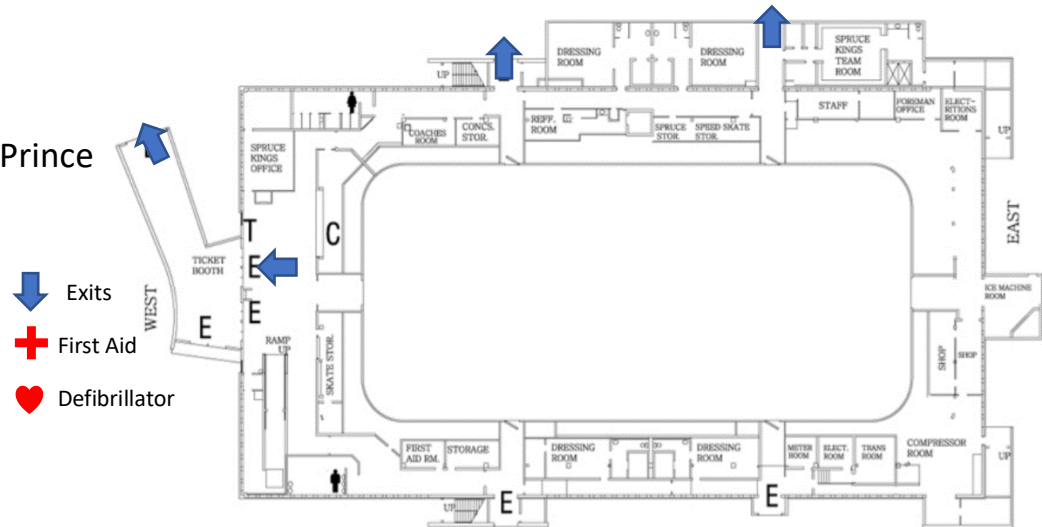 Prince
Exits
First Aid
Defibrillator
WEST
TICKET
BOOTH
E
T
E
E
SPRUCE
KINGS
OFFICE
C
RAMP
UP
SKATE STOR.
UP
DRESSING
ROOM
DRESSING
ROOM
SPRUCE
KINGS
TEAM
ROOM
COACHES
ROOM
CONCS.
STOR.
REFF.
ROOM
SPRUCE
STOR.
SPEED SKATE
STOR.
STAFF
FOREMAN
OFFICE
ELECT-
RITIONS
ROOM
UP
EAST
ICE MACHINE
ROOM
SHOP
SHOP
FIRST
AID RM.
STORAGE
DRESSING
ROOM
DRESSING
ROOM
METER
ROOM
ELECT.
ROOM
TRANS
ROOM
COMPRESSOR
ROOM
UP
UP
E
E